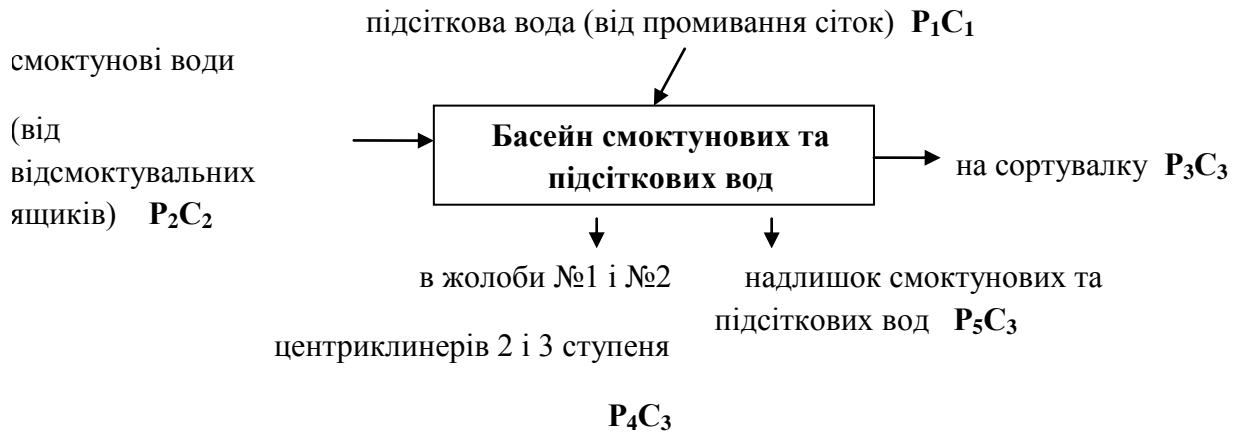 підсіткова вода (від промивання сіток) P₁C₁
смоктунові води
(від
відсмоктувальних
ящиків) P₂C₂
Басейн смоктунових та
підсіткових вод
на сортувалку P₃C₃
в жолоби №1 і №2
центриклинерів 2 і 3 ступеня
P₄C₃
надлишок смоктунових та
підсіткових вод P₅C₃